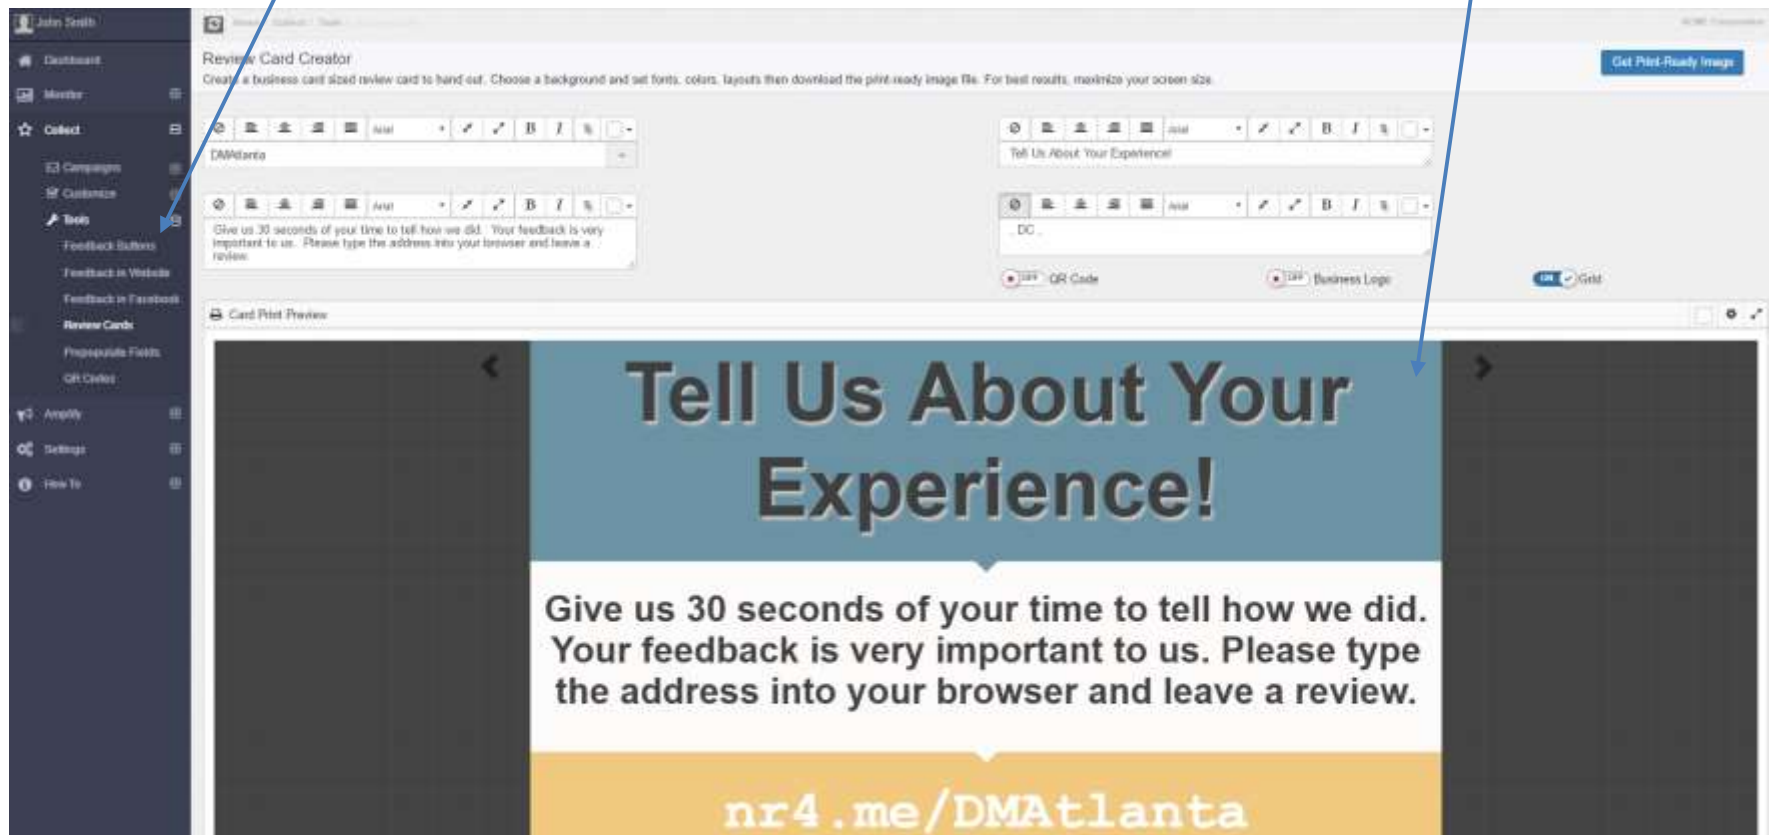 John Smith
Dashboard
Monitor
Collect
Campaigns
Customize
Tools
Feedback Buttons
Feedback in Website
Feedback in Facebook
Review Cards
Prepopulate Fields
QR Codes
Amplify
Settings
How To
Review Card Creator
Get Print-Ready Image
Create a business card sized review card to hand out. Choose a background and set fonts, colors, layouts then download the print-ready image file. For best results, maximize your screen size.
Arial B I
DMAtlanta
Arial B I
Tell Us About Your Experience!
Arial B I
Give us 30 seconds of your time to tell how we did. Your feedback is very
important to us. Please type the address into your browser and leave a
review.
Arial B I
, DC ,
OFF QR Code
OFF Business Logo
ON Grid
Card Print Preview
Tell Us About Your
Experience!
Give us 30 seconds of your time to tell how we did.
Your feedback is very important to us. Please type
the address into your browser and leave a review.
nr4.me/DMAtlanta